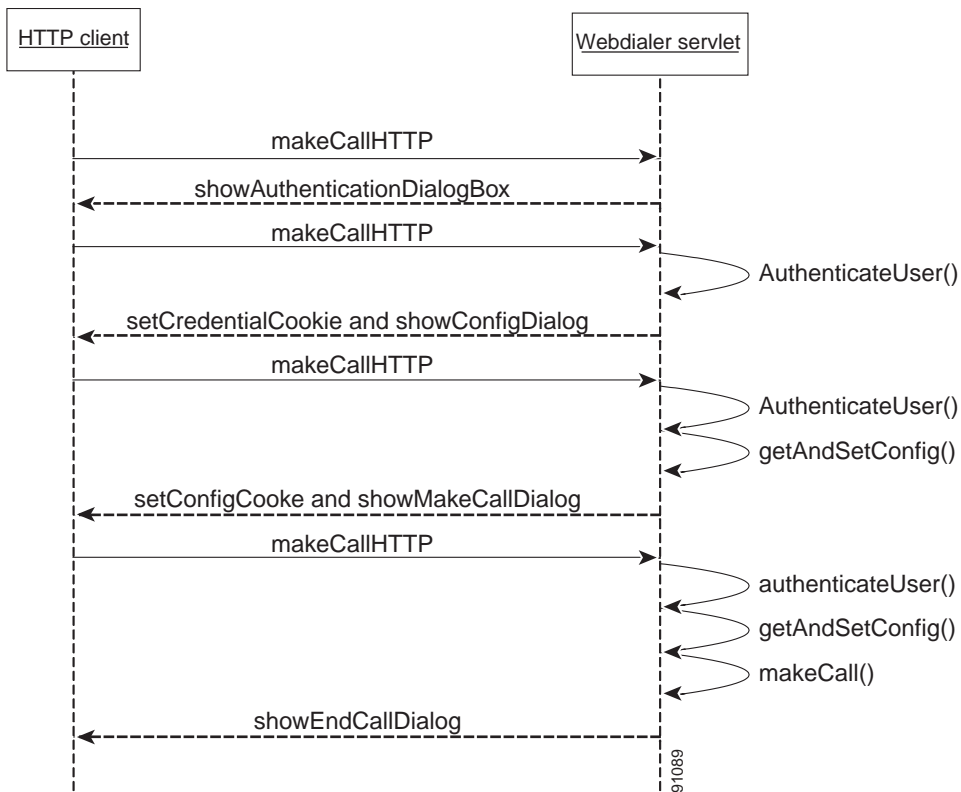 HTTP client
Webdialer servlet
makeCallHTTP
showAuthenticationDialogBox
makeCallHTTP
AuthenticateUser()
setCredentialCookie and showConfigDialog
makeCallHTTP
AuthenticateUser()
getAndSetConfig()
setConfigCooke and showMakeCallDialog
makeCallHTTP
authenticateUser()
getAndSetConfig()
makeCall()
showEndCallDialog
91089